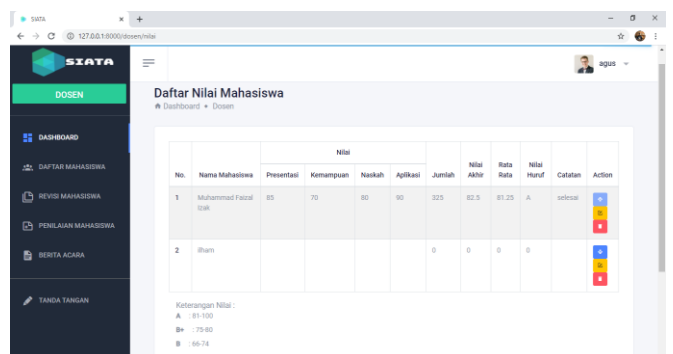 SIATA
127.0.0.1:8000/dosen/nilai
SIATA
agus
DOSEN
DASHBOARD
DAFTAR MAHASISWA
REVISI MAHASISWA
PENILAIAN MAHASISWA
BERITA ACARA
TANDA TANGAN
Daftar Nilai Mahasiswa
Dashboard • Dosen
Nilai
No. Nama Mahasiswa Presentasi Kemampuan Naskah Aplikasi Jumlah Nilai Akhir Rata Rata Nilai Huruf Catatan Action
1 Muhammad Faizal Izak 85 70 80 90 325 82.5 81.25 A selesai
2 ilham 0 0 0 0
Keterangan Nilai :
A : 81-100
B+ : 75-80
B : 66-74